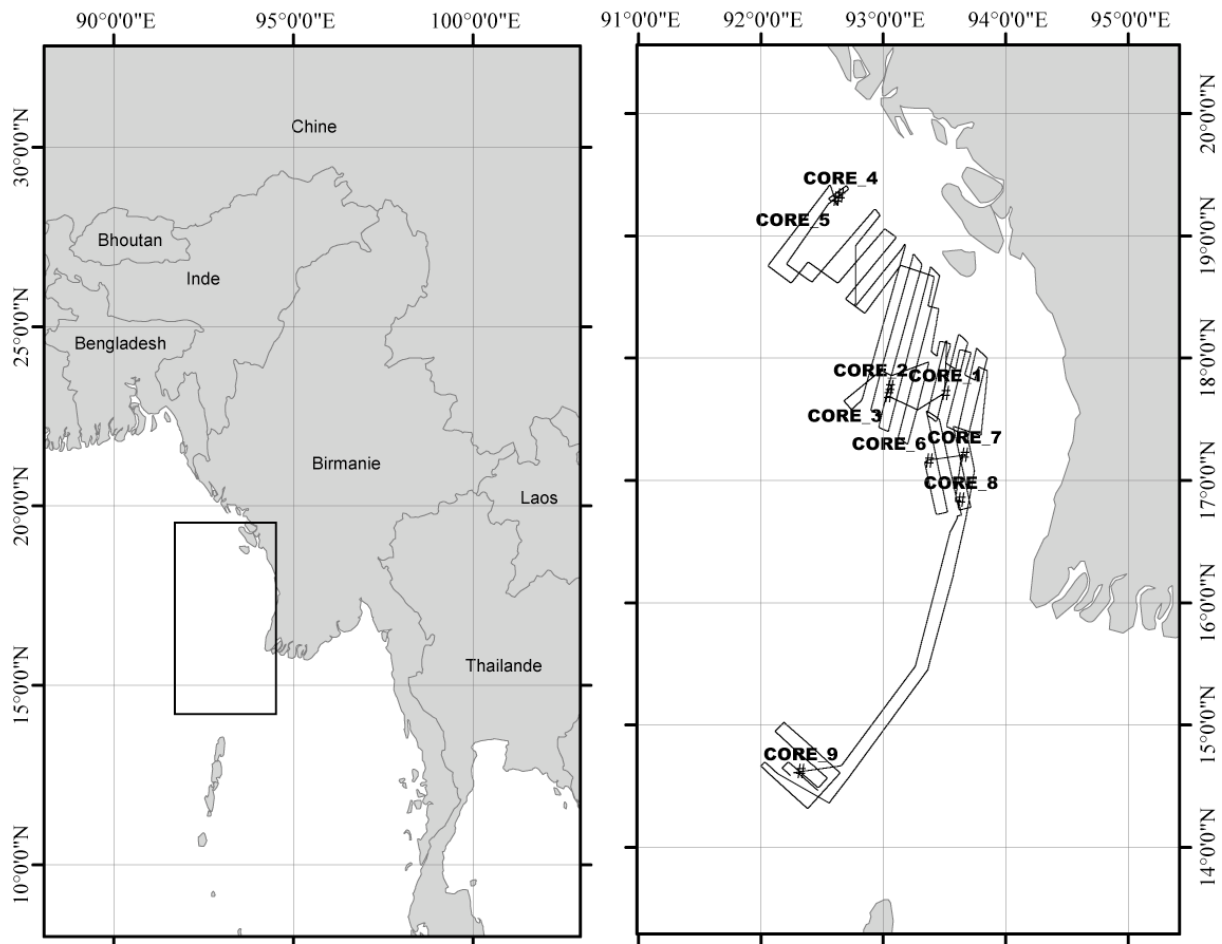 90°0'0"E 95°0'0"E 100°0'0"E
91°0'0"E 92°0'0"E 93°0'0"E 94°0'0"E 95°0'0"E
30°0'0"N
25°0'0"N
20°0'0"N
15°0'0"N
10°0'0"N
Chine
Bhoutan
Inde
Bengladesh
Birmanie
Laos
Thailande
CORE_4
CORE_5
CORE_2
CORE_1
CORE_3
CORE_6
CORE_7
CORE_8
CORE_9
20°0'0"N
19°0'0"N
18°0'0"N
17°0'0"N
16°0'0"N
15°0'0"N
14°0'0"N